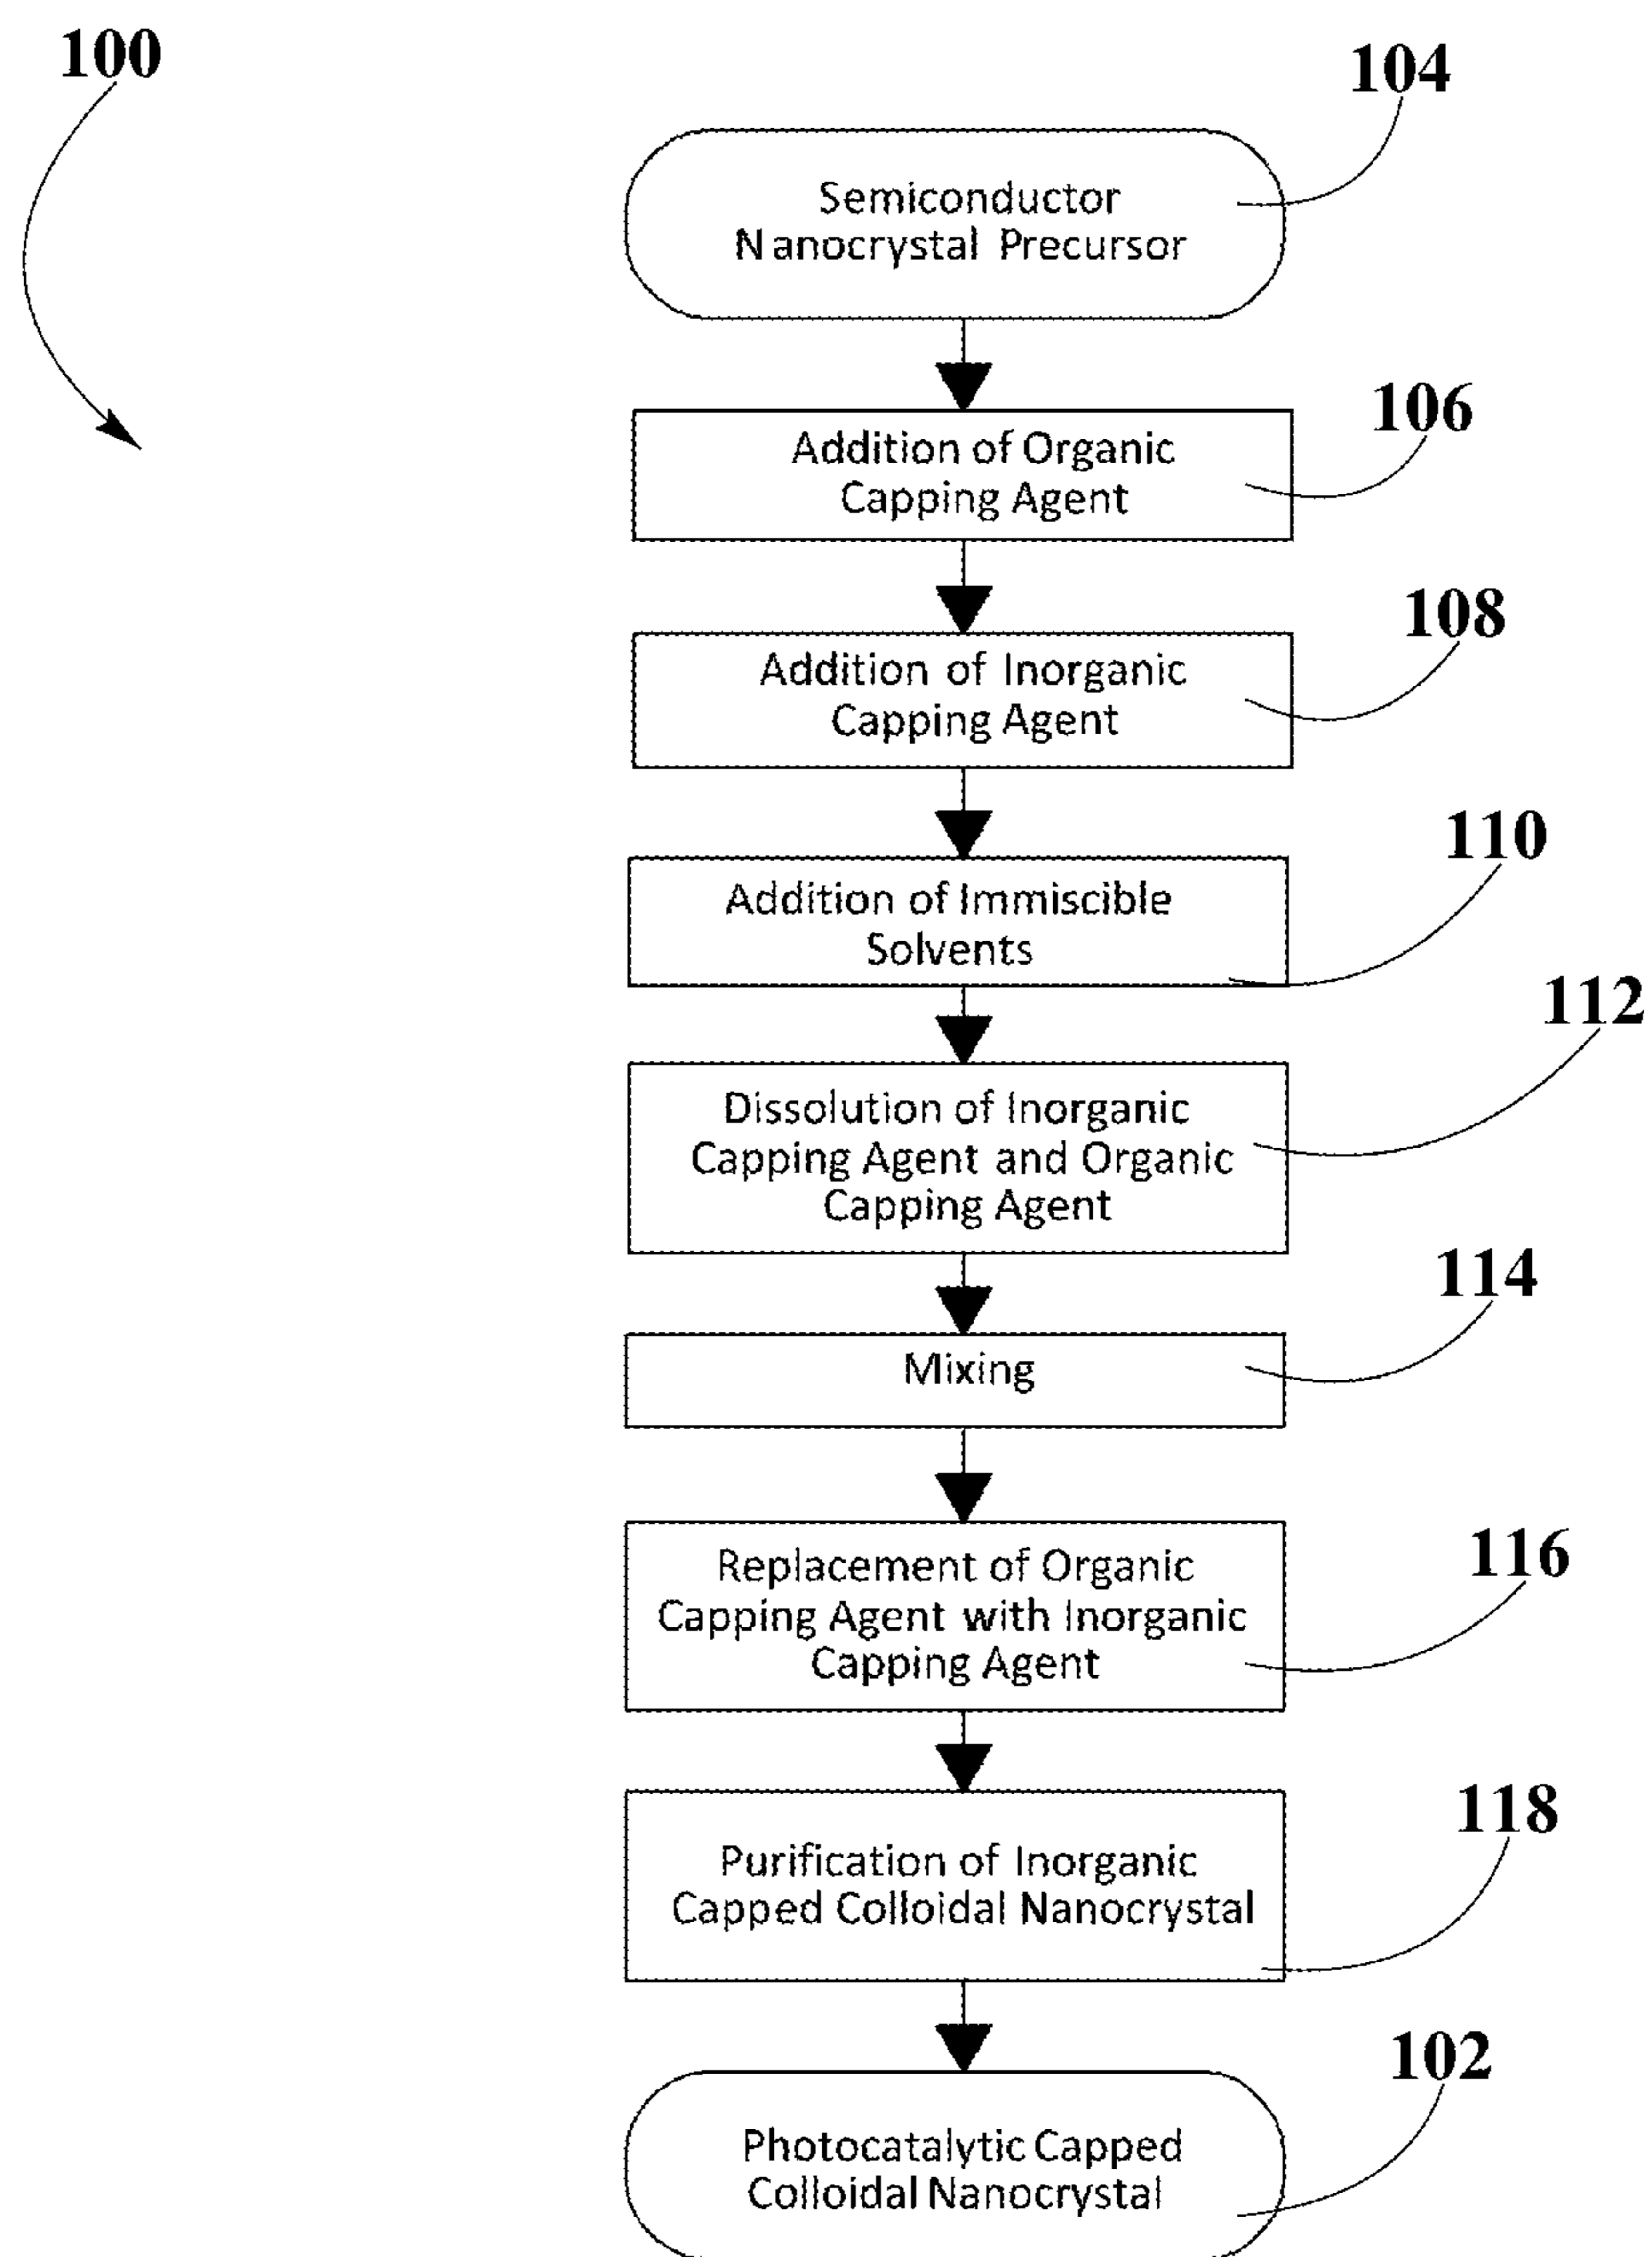 100
104
Semiconductor
Nanocrystal Precursor
106
Addition of Organic
Capping Agent
108
Addition of Inorganic
Capping Agent
110
Addition of Immiscible
Solvents
112
Dissolution of Inorganic
Capping Agent and Organic
Capping Agent
114
Mixing
116
Replacement of Organic
Capping Agent with Inorganic
Capping Agent
118
Purification of Inorganic
Capped Colloidal Nanocrystal
102
Photocatalytic Capped
Colloidal Nanocrystal